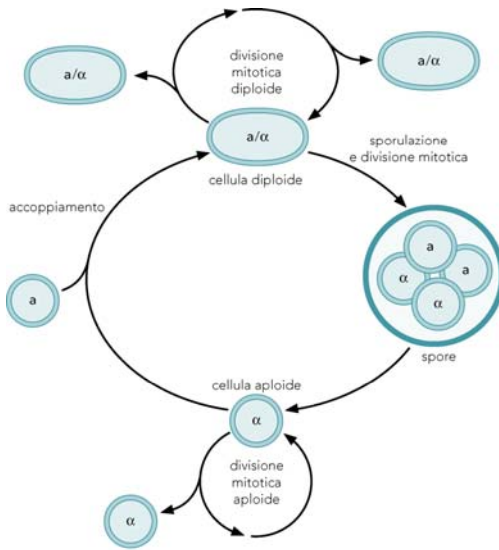 a/α
divisione
mitotica
diploide
a/α
a/α
cellula diploide
sporulazione
e divisione mitotica
accoppiamento
a
a
α
a
α
spore
cellula aploide
α
divisione
mitotica
aploide
α